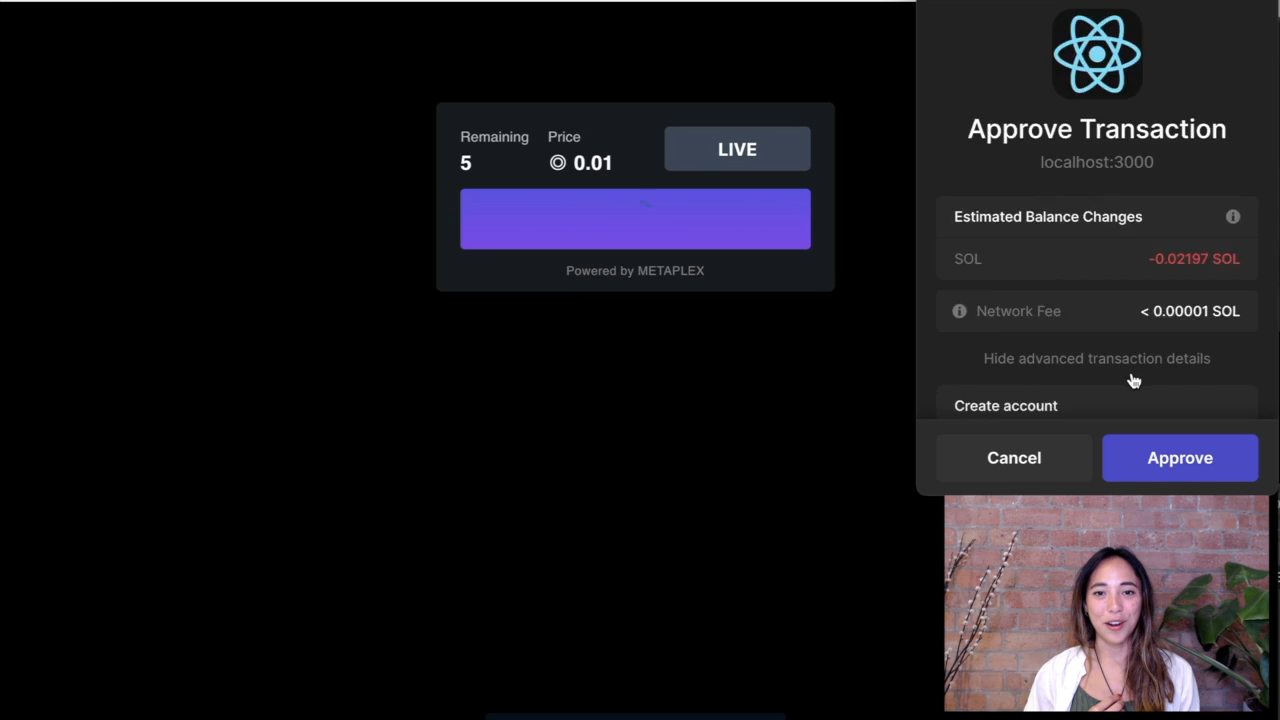 Remaining
Price
5
0.01
LIVE
Powered by METAPLEX
Approve Transaction
localhost:3000
Estimated Balance Changes
SOL
-0.02197 SOL
Network Fee
< 0.00001 SOL
Hide advanced transaction details
Create account
Cancel
Approve